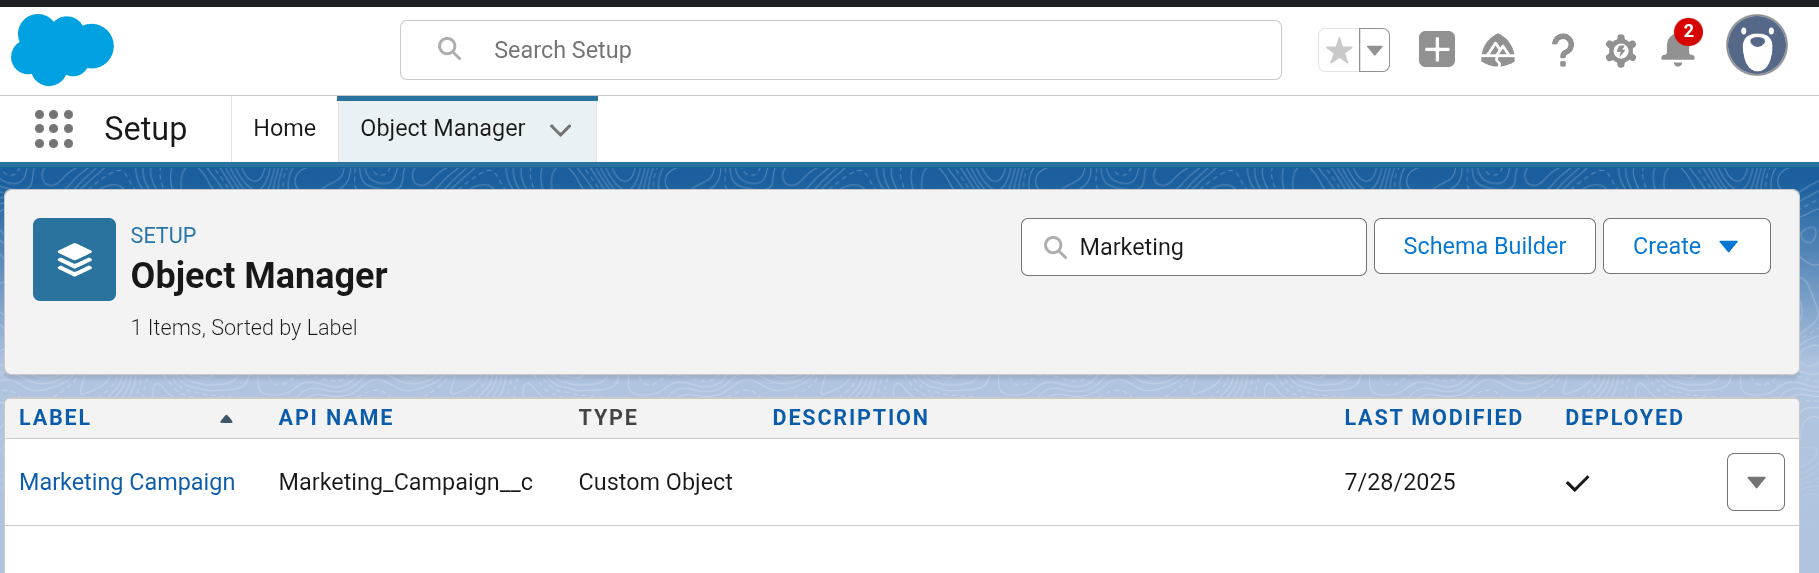 Search Setup
2
Setup
Home
Object Manager
SETUP
Object Manager
1 Items, Sorted by Label
Marketing
Schema Builder
Create
LABEL API NAME TYPE DESCRIPTION LAST MODIFIED DEPLOYED
Marketing Campaign Marketing_Campaign__c Custom Object 7/28/2025